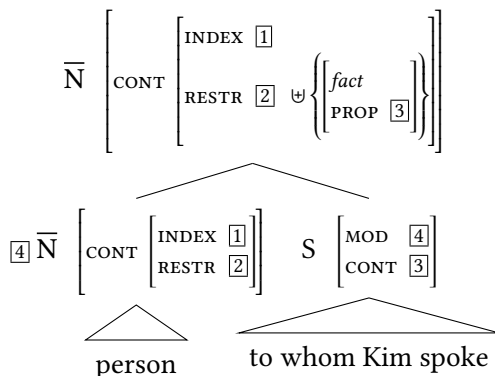 INDEX 1
N̅ CONT RESTR 2 ⊎ { [ fact
PROP 3 ] }
4 N̅ CONT INDEX 1 S MOD 4
RESTR 2 CONT 3
person to whom Kim spoke